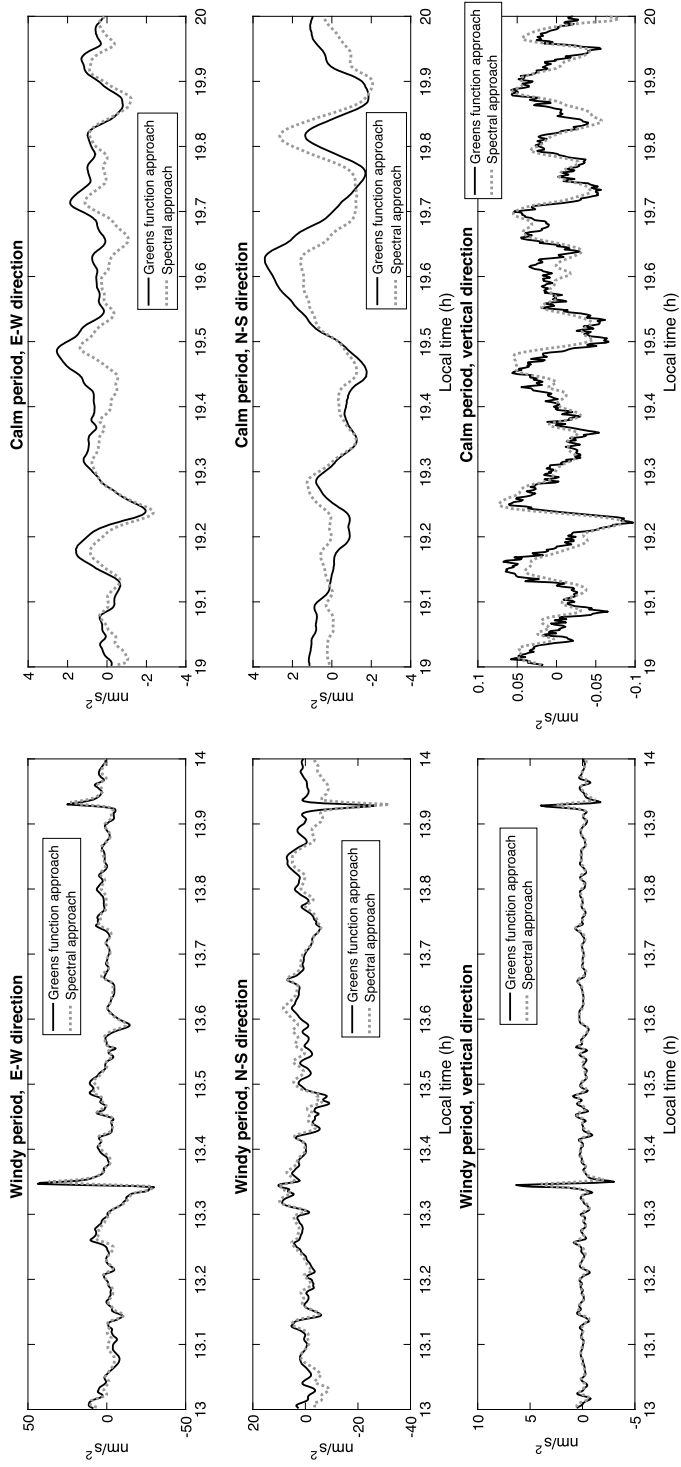 Windy period,  E-W direction
50
0
-50
nm/s²
Greens function approach
Spectral approach
13 13.1 13.2 13.3 13.4 13.5 13.6 13.7 13.8 13.9 14
Calm period, E-W direction
4
2
0
-2
-4
nm/s²
Greens function approach
Spectral approach
19 19.1 19.2 19.3 19.4 19.5 19.6 19.7 19.8 19.9 20
Windy period, N-S direction
20
0
-20
-40
nm/s²
Greens function approach
Spectral approach
13 13.1 13.2 13.3 13.4 13.5 13.6 13.7 13.8 13.9 14
Local time (h)
Calm period, N-S direction
4
2
0
-2
-4
nm/s²
Greens function approach
Spectral approach
19 19.1 19.2 19.3 19.4 19.5 19.6 19.7 19.8 19.9 20
Local time (h)
Windy period, vertical direction
10
5
0
-5
nm/s²
Greens function approach
Spectral approach
13 13.1 13.2 13.3 13.4 13.5 13.6 13.7 13.8 13.9 14
Local time (h)
Calm period, vertical direction
0.1
0.05
0
-0.05
-0.1
nm/s²
Greens function approach
Spectral approach
19 19.1 19.2 19.3 19.4 19.5 19.6 19.7 19.8 19.9 20
Local time (h)